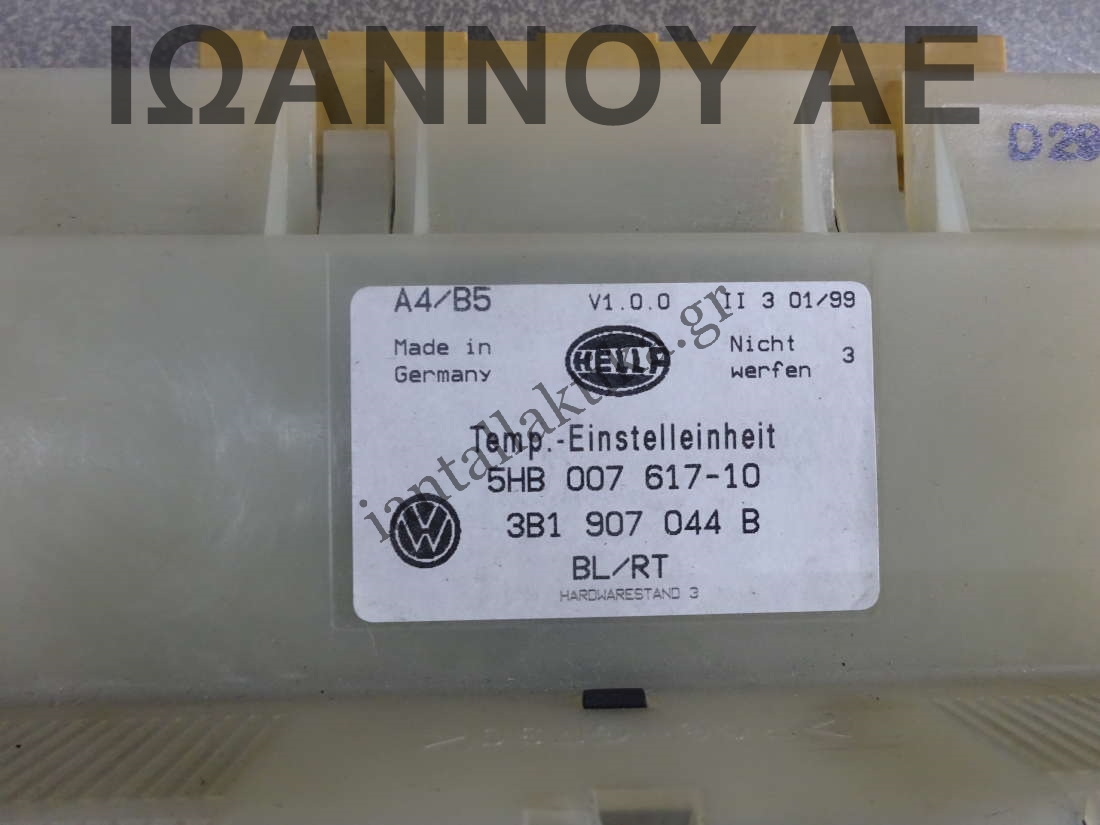 ΙΩΑΝΝΟΥ ΑΕ
D28
A4/B5 V1.0.0 II 3 01/99
Made in Germany
HELLA
Nicht werfen 3
Temp.-Einstelleinheit
5HB 007 617-10
3B1 907 044 B
BL/RT
HARDWARESTAND 3
iantallaktika.gr